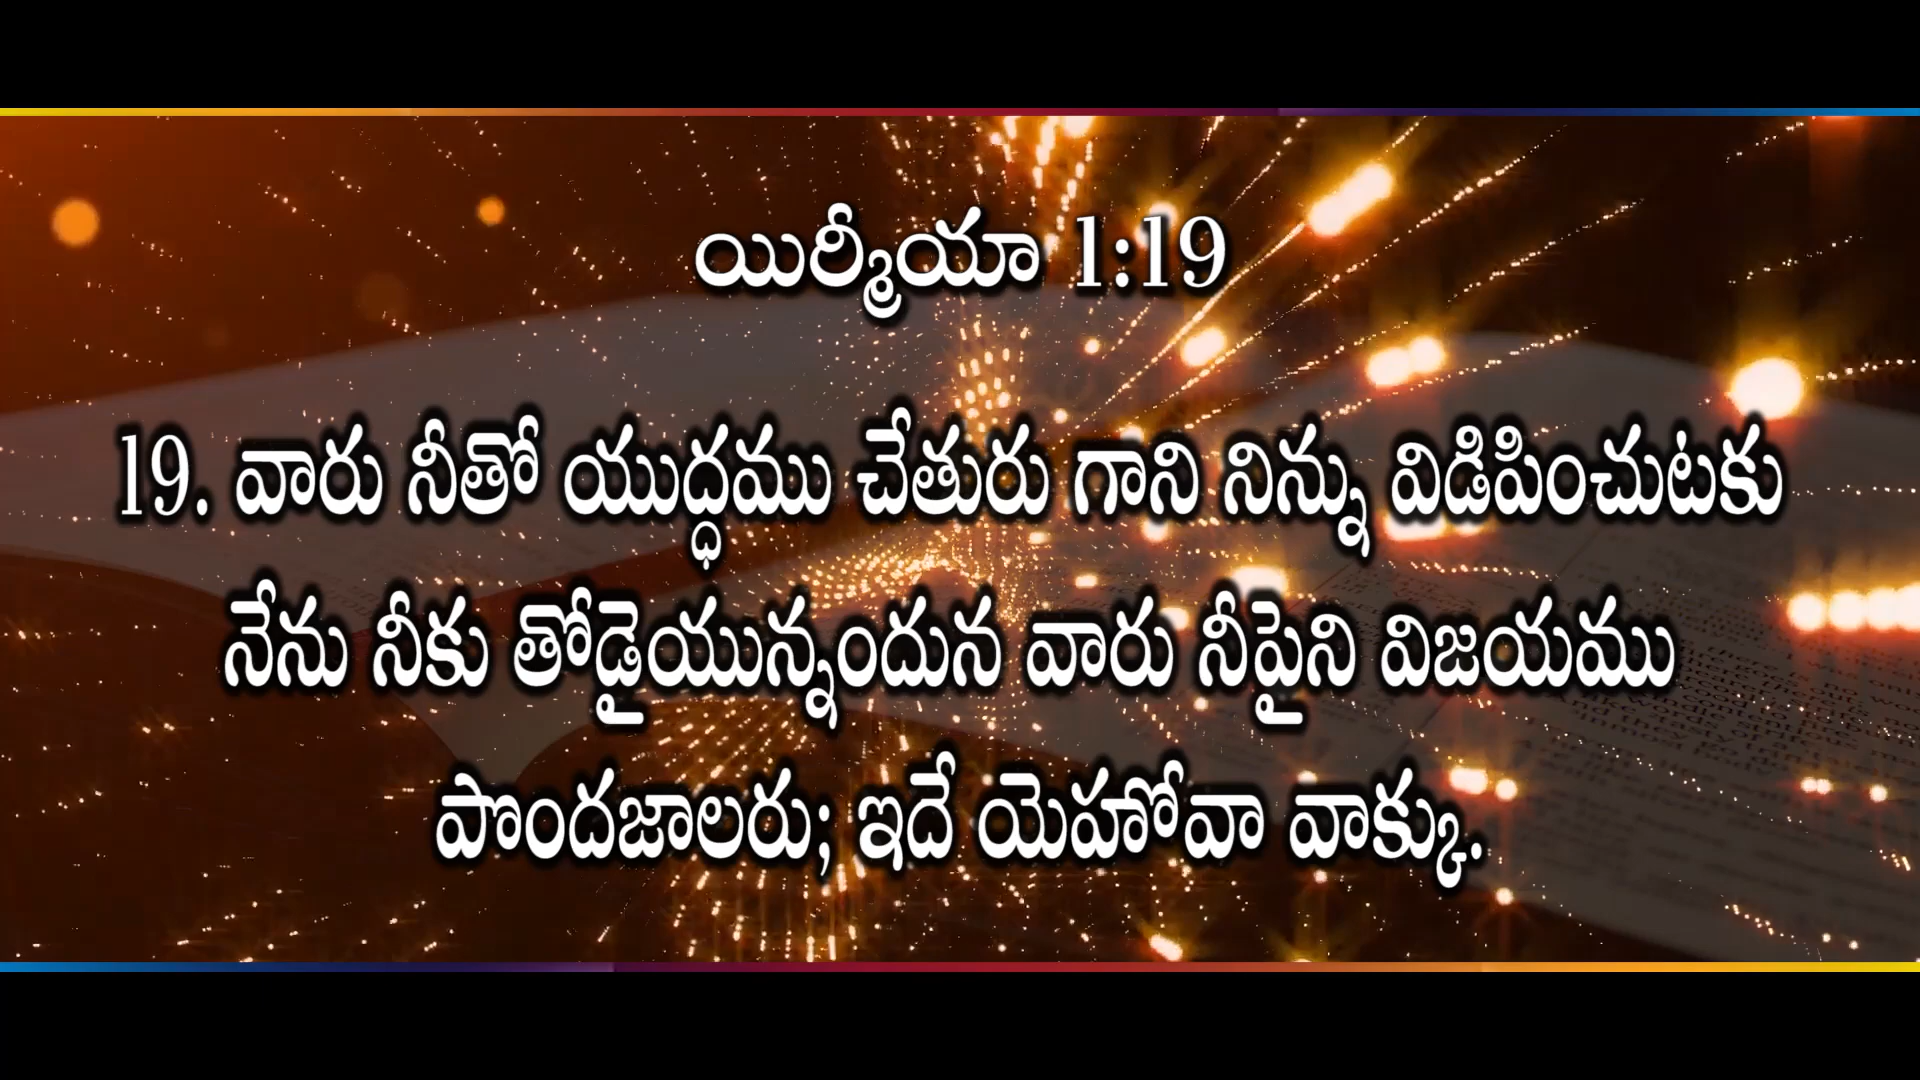 యిర్మీయా 1:19
19. వారు నీతో యుద్ధము చేతురు గాని నిన్ను విడిపించుటకు
నేను నీకు తోడైయున్నందున వారు నీపైని విజయము
పొందజాలరు; ఇదే యెహోవా వాక్కు.